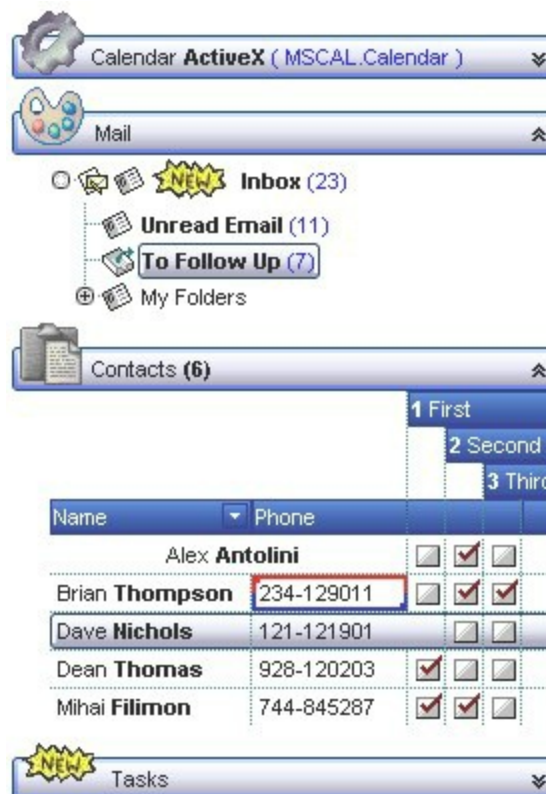 Calendar ActiveX ( MSCAL.Calendar )
Mail
NEW Inbox (23)
Unread Email (11)
To Follow Up (7)
My Folders
Contacts (6)
1 First
2 Second
3 Third
Name Phone
Alex Antolini
Brian Thompson 234-129011
Dave Nichols 121-121901
Dean Thomas 928-120203
Mihai Filimon 744-845287
NEW Tasks